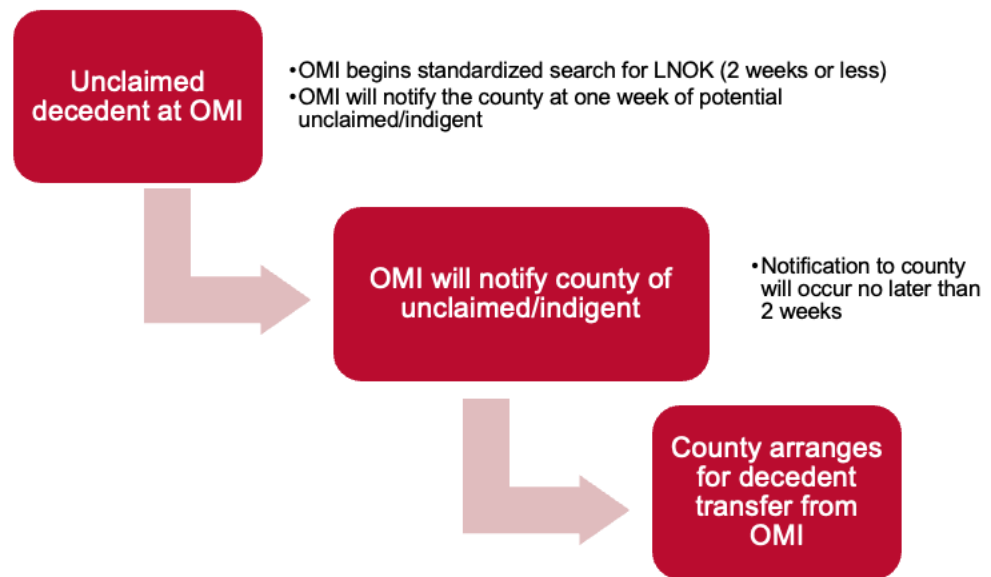 Unclaimed
decedent at OMI
•OMI begins standardized search for LNOK (2 weeks or less)
•OMI will notify the county at one week of potential
unclaimed/indigent
OMI will notify county of
unclaimed/indigent
•Notification to county
will occur no later than
2 weeks
County arranges
for decedent
transfer from
OMI